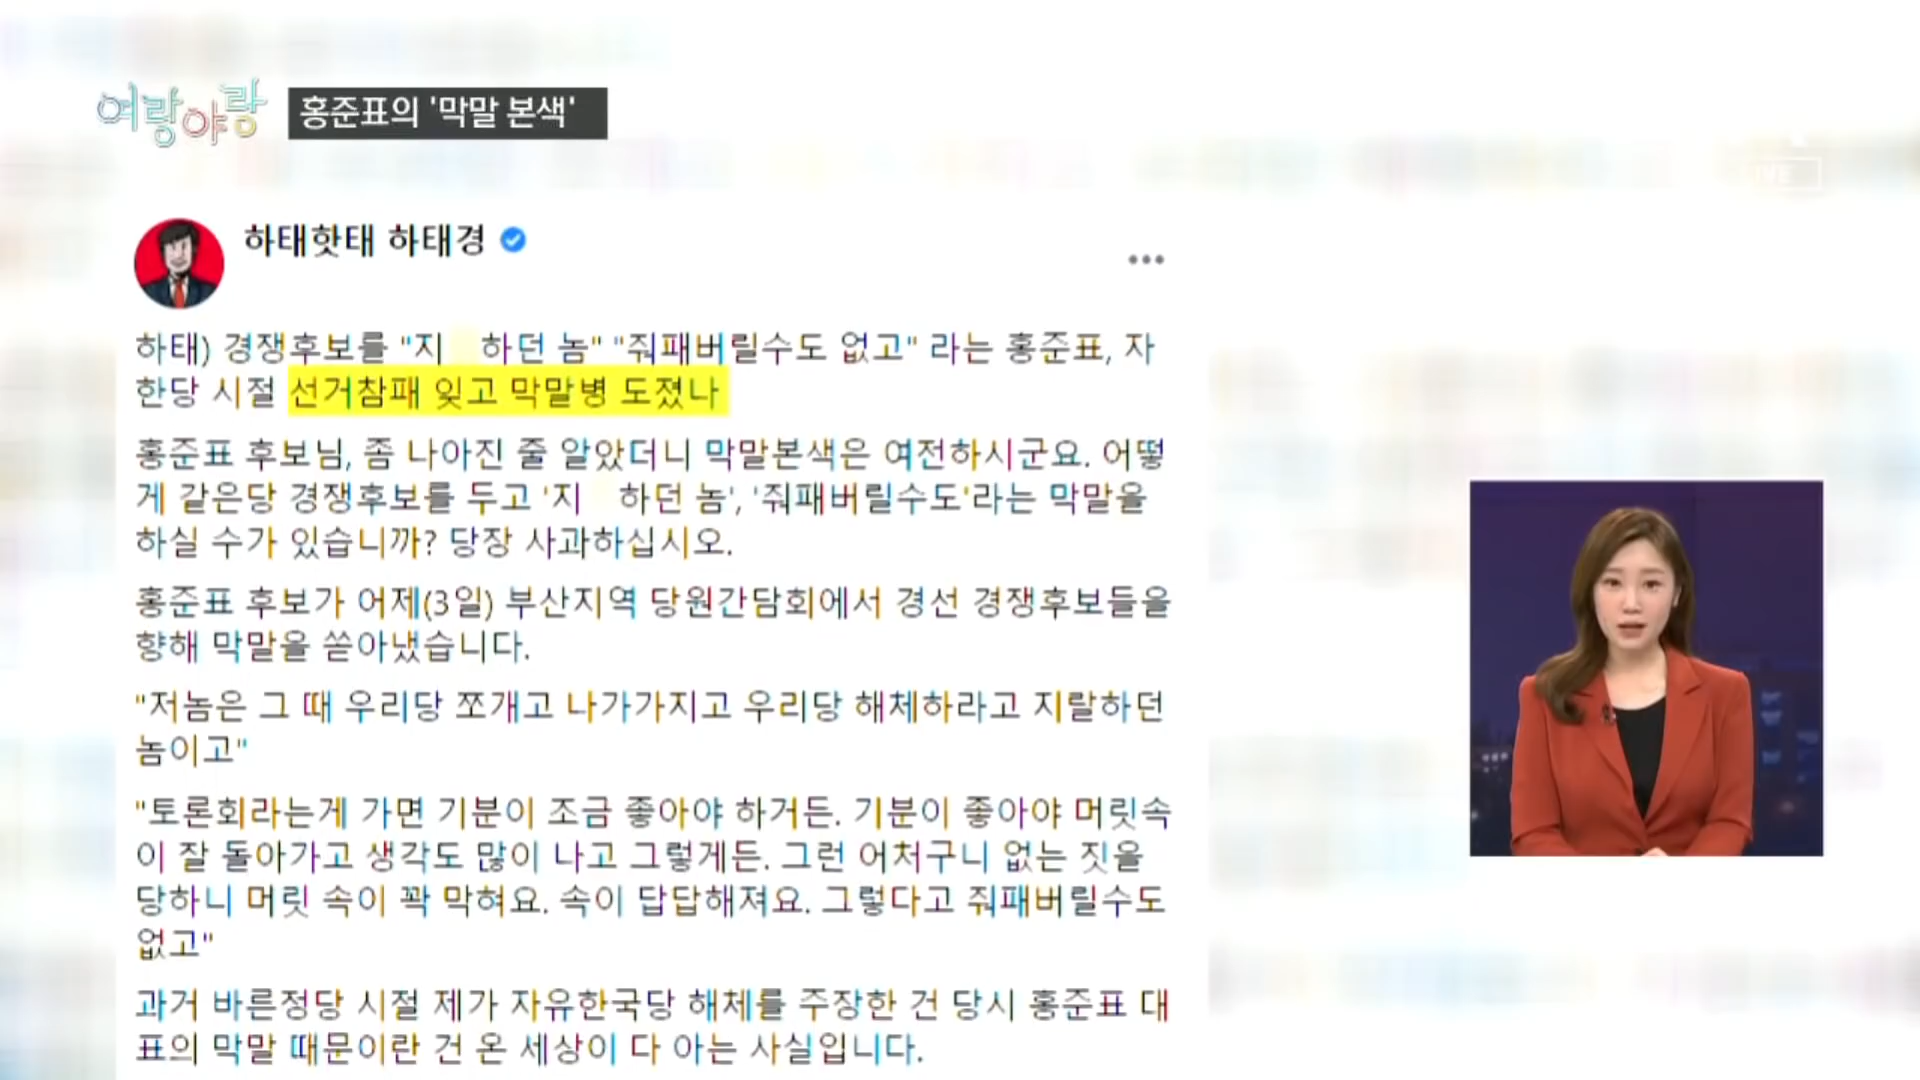 여랑야랑
홍준표의 '막말 본색'
LIVE
하태핫태 하태경
하태) 경쟁후보를 "지 하던 놈" "줘패버릴수도 없고" 라는 홍준표, 자
한당 시절 선거참패 잊고 막말병 도졌나
홍준표 후보님, 좀 나아진 줄 알았더니 막말본색은 여전하시군요. 어떻
게 같은당 경쟁후보를 두고 '지 하던 놈', '줘패버릴수도'라는 막말을
하실 수가 있습니까? 당장 사과하십시오.
홍준표 후보가 어제(3일) 부산지역 당원간담회에서 경선 경쟁후보들을
향해 막말을 쏟아냈습니다.
"저놈은 그 때 우리당 쪼개고 나가가지고 우리당 해체하라고 지랄하던
놈이고"
"토론회라는게 가면 기분이 조금 좋아야 하거든. 기분이 좋아야 머릿속
이 잘 돌아가고 생각도 많이 나고 그렇게든. 그런 어처구니 없는 짓을
당하니 머릿 속이 꽉 막혀요. 속이 답답해져요. 그렇다고 줘패버릴수도
없고"
과거 바른정당 시절 제가 자유한국당 해체를 주장한 건 당시 홍준표 대
표의 막말 때문이란 건 온 세상이 다 아는 사실입니다.